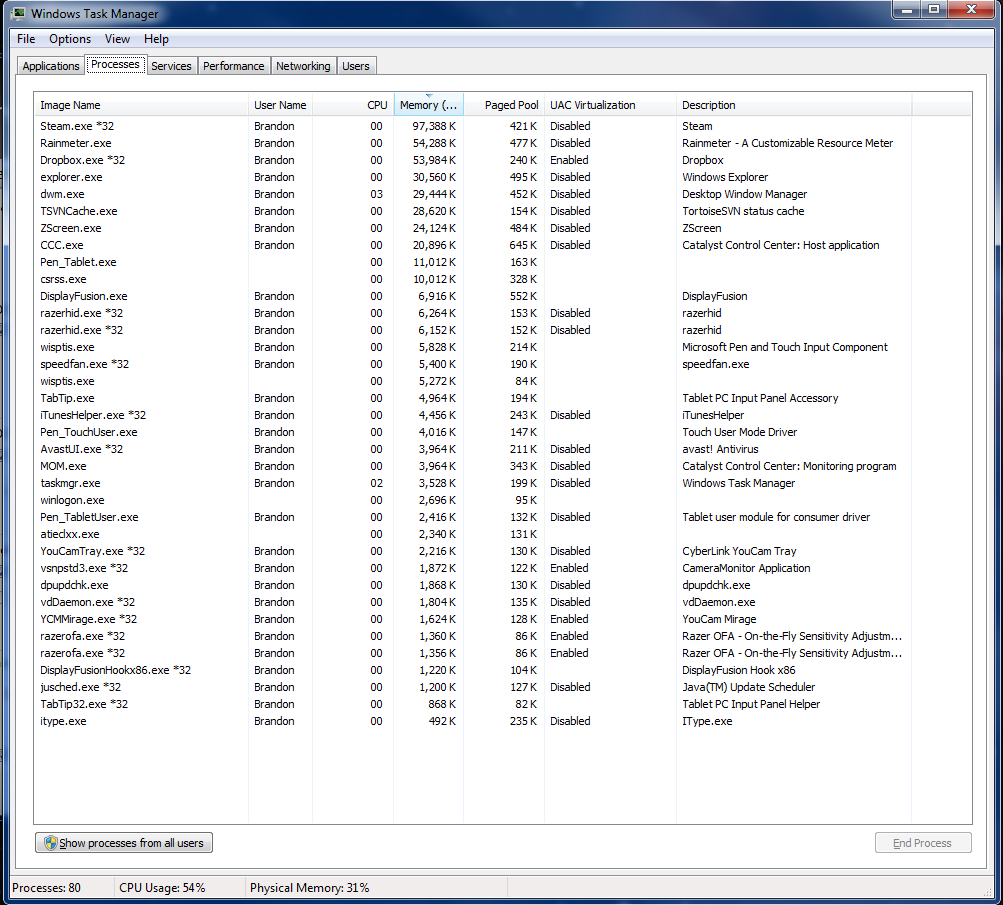 Windows Task Manager
File Options View Help
Applications Processes Services Performance Networking Users
Image Name User Name CPU Memory (... Paged Pool UAC Virtualization Description
Steam.exe *32 Brandon 00 97,388 K 421 K Disabled Steam
Rainmeter.exe Brandon 00 54,288 K 477 K Disabled Rainmeter - A Customizable Resource Meter
Dropbox.exe *32 Brandon 00 53,984 K 240 K Enabled Dropbox
explorer.exe Brandon 00 30,560 K 495 K Disabled Windows Explorer
dwm.exe Brandon 03 29,444 K 452 K Disabled Desktop Window Manager
TSVNCache.exe Brandon 00 28,620 K 154 K Disabled TortoiseSVN status cache
ZScreen.exe Brandon 00 24,124 K 484 K Disabled ZScreen
CCC.exe Brandon 00 20,896 K 645 K Disabled Catalyst Control Center: Host application
Pen_Tablet.exe 00 11,012 K 163 K
csrss.exe 00 10,012 K 328 K
DisplayFusion.exe Brandon 00 6,916 K 552 K DisplayFusion
razerhid.exe *32 Brandon 00 6,264 K 153 K Disabled razerhid
razerhid.exe *32 Brandon 00 6,152 K 152 K Disabled razerhid
wisptis.exe Brandon 00 5,828 K 214 K Microsoft Pen and Touch Input Component
speedfan.exe *32 Brandon 00 5,400 K 190 K speedfan.exe
wisptis.exe 00 5,272 K 84 K
TabTip.exe Brandon 00 4,964 K 194 K Tablet PC Input Panel Accessory
iTunesHelper.exe *32 Brandon 00 4,456 K 243 K Disabled iTunesHelper
Pen_TouchUser.exe Brandon 00 4,016 K 147 K Touch User Mode Driver
AvastUI.exe *32 Brandon 00 3,964 K 211 K Disabled avast! Antivirus
MOM.exe Brandon 00 3,964 K 343 K Disabled Catalyst Control Center: Monitoring program
taskmgr.exe Brandon 02 3,528 K 199 K Disabled Windows Task Manager
winlogon.exe 00 2,696 K 95 K
Pen_TabletUser.exe Brandon 00 2,416 K 132 K Disabled Tablet user module for consumer driver
atieclxx.exe 00 2,340 K 131 K
YouCamTray.exe *32 Brandon 00 2,216 K 130 K Disabled CyberLink YouCam Tray
vsnpstd3.exe *32 Brandon 00 1,872 K 122 K Enabled CameraMonitor Application
dpupdchk.exe Brandon 00 1,868 K 130 K Disabled dpupdchk.exe
vdDaemon.exe *32 Brandon 00 1,804 K 135 K Disabled vdDaemon.exe
YCMMirage.exe *32 Brandon 00 1,624 K 128 K Enabled YouCam Mirage
razerofa.exe *32 Brandon 00 1,360 K 86 K Enabled Razer OFA - On-the-Fly Sensitivity Adjustm...
razerofa.exe *32 Brandon 00 1,356 K 86 K Enabled Razer OFA - On-the-Fly Sensitivity Adjustm...
DisplayFusionHookx86.exe *32 Brandon 00 1,220 K 104 K DisplayFusion Hook x86
jusched.exe *32 Brandon 00 1,200 K 127 K Disabled Java(TM) Update Scheduler
TabTip32.exe *32 Brandon 00 868 K 82 K Tablet PC Input Panel Helper
itype.exe Brandon 00 492 K 235 K Disabled IType.exe
Show processes from all users End Process
Processes: 80 CPU Usage: 54% Physical Memory: 31%